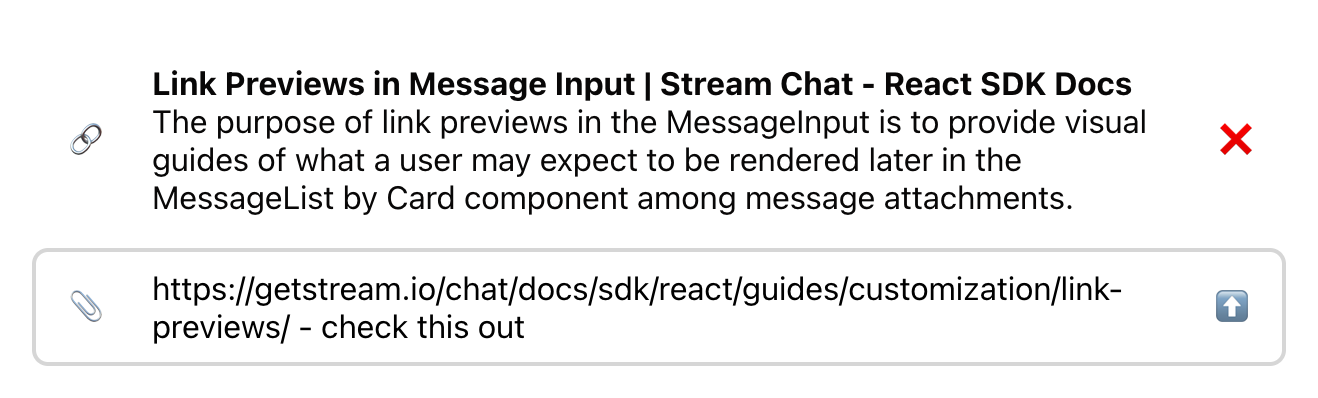 Link Previews in Message Input | Stream Chat - React SDK Docs
The purpose of link previews in the MessageInput is to provide visual
guides of what a user may expect to be rendered later in the
MessageList by Card component among message attachments.
https://getstream.io/chat/docs/sdk/react/guides/customization/link-
previews/ - check this out